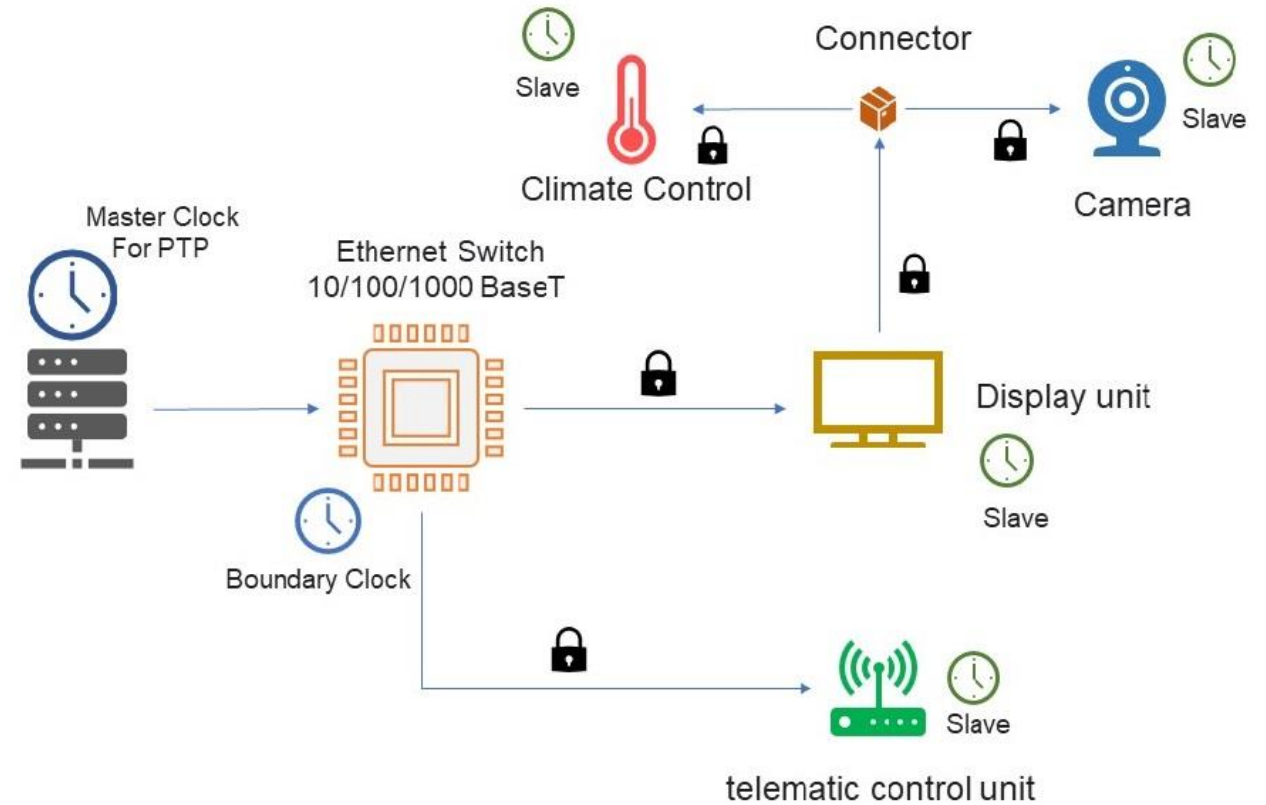 Connector
Slave
Slave
Climate Control
Camera
Master Clock
For PTP
Ethernet Switch
10/100/1000 BaseT
Display unit
Slave
Boundary Clock
Slave
telematic control unit